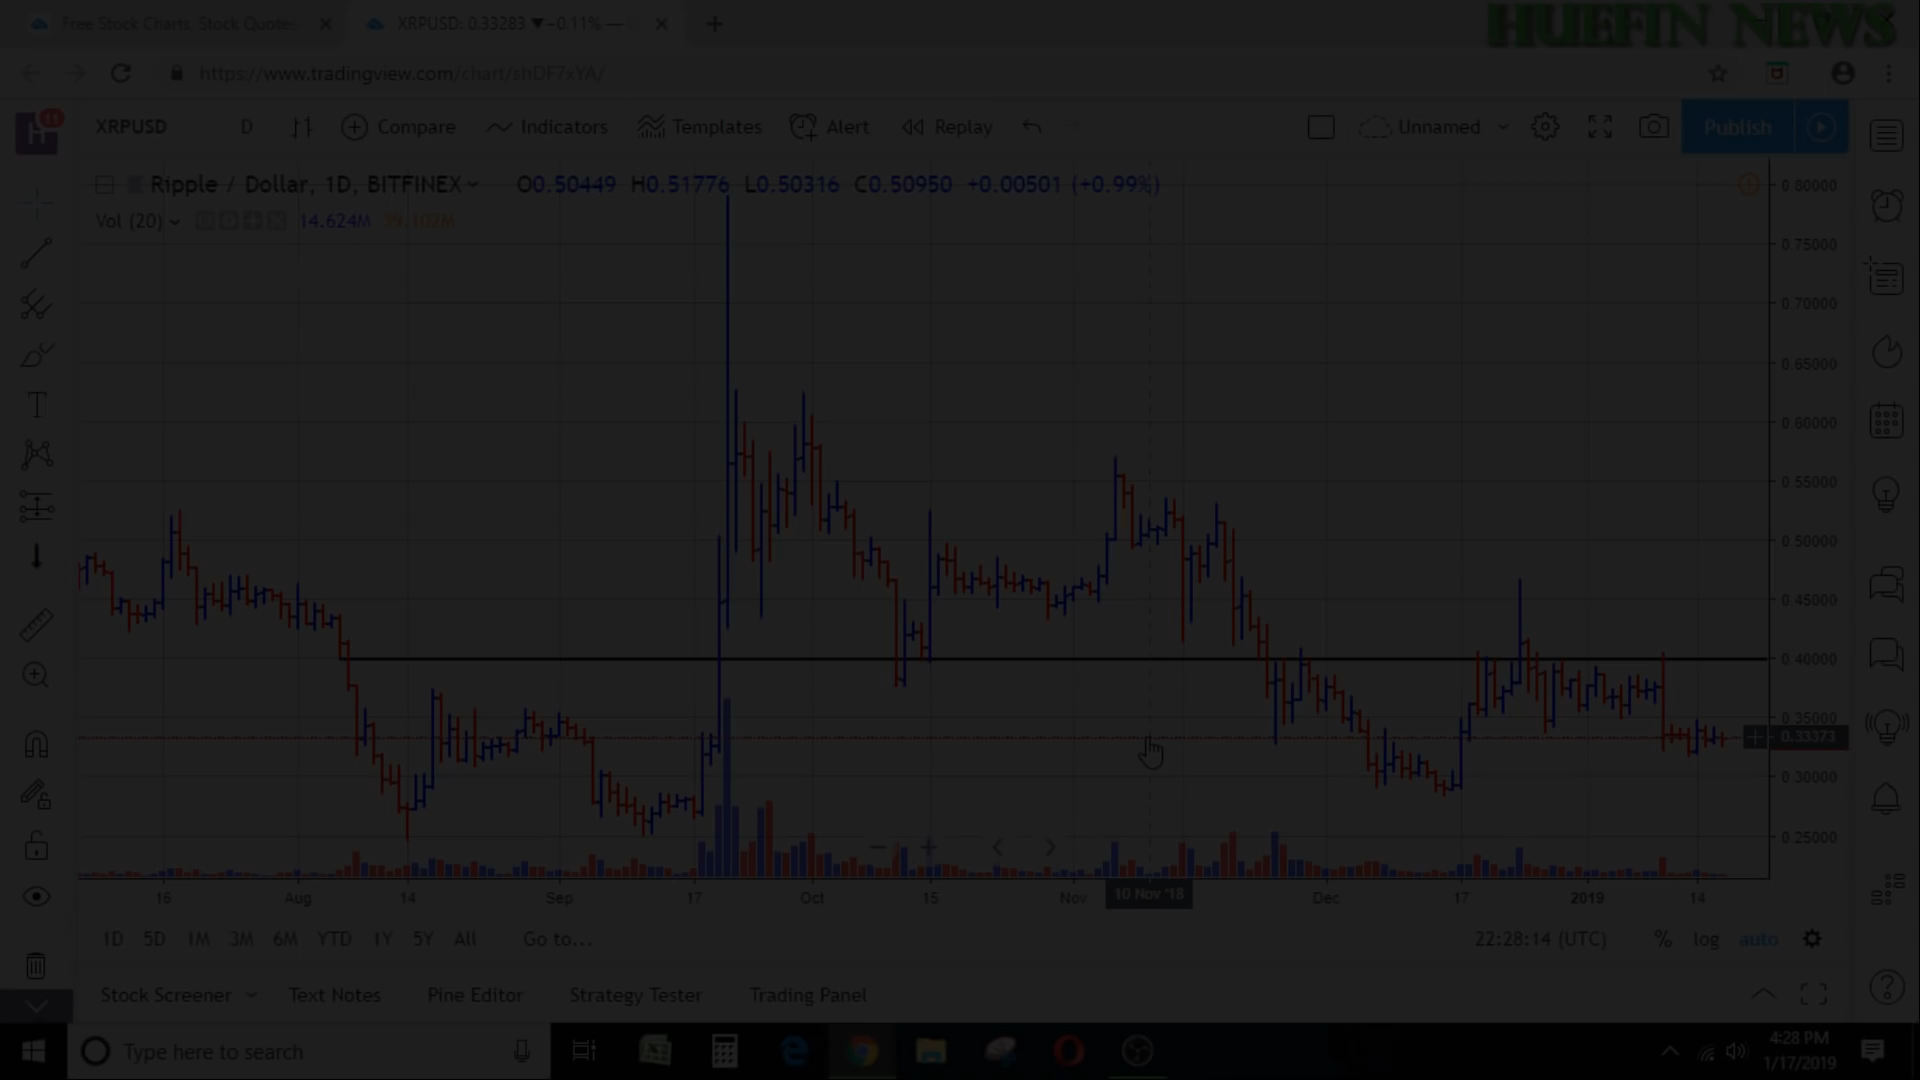 HUEFIN NEWS
Free Stock Charts, Stock Quotes
XRPUSD: 0.33283 ▼ −0.11% —
https://www.tradingview.com/chart/shDF7xYA/
H
11
XRPUSD
D
Compare
Indicators
Templates
Alert
Replay
Unnamed
Publish
Ripple / Dollar, 1D, BITFINEX
O0.50449 H0.51776 L0.50316 C0.50950 +0.00501 (+0.99%)
Vol (20)
14.624M
39.102M
0.80000
0.75000
0.70000
0.65000
0.60000
0.55000
0.50000
0.45000
0.40000
0.35000
0.33373
0.30000
0.25000
16
Aug
14
Sep
17
Oct
15
Nov
10 Nov '18
Dec
17
2019
14
1D 5D 1M 3M 6M YTD 1Y 5Y All Go to...
22:28:14 (UTC) % log auto
Stock Screener
Text Notes
Pine Editor
Strategy Tester
Trading Panel
Type here to search
4:28 PM
1/17/2019